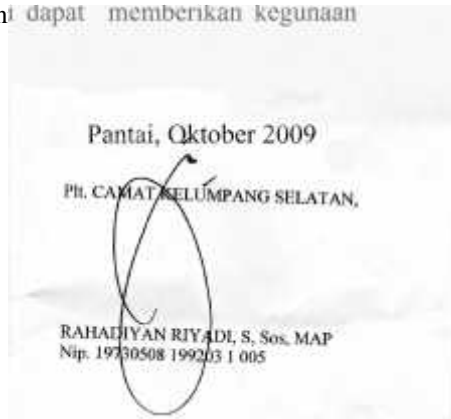 ni dapat memberikan kegunaan
Pantai, Oktober 2009
Plt. CAMAT KELUMPANG SELATAN,
RAHADIYAN RIYADI, S, Sos, MAP
Nip. 19730508 199203 1 005